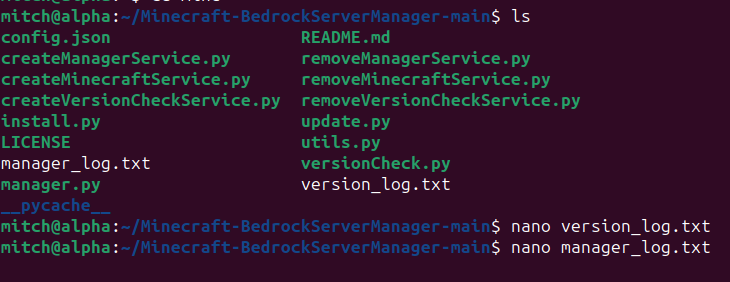 mitch@alpha:~/Minecraft-BedrockServerManager-main$ ls
config.json README.md
createManagerService.py removeManagerService.py
createMinecraftService.py removeMinecraftService.py
createVersionCheckService.py removeVersionCheckService.py
install.py update.py
LICENSE utils.py
manager_log.txt versionCheck.py
manager.py version_log.txt
__pycache__
mitch@alpha:~/Minecraft-BedrockServerManager-main$ nano version_log.txt
mitch@alpha:~/Minecraft-BedrockServerManager-main$ nano manager_log.txt